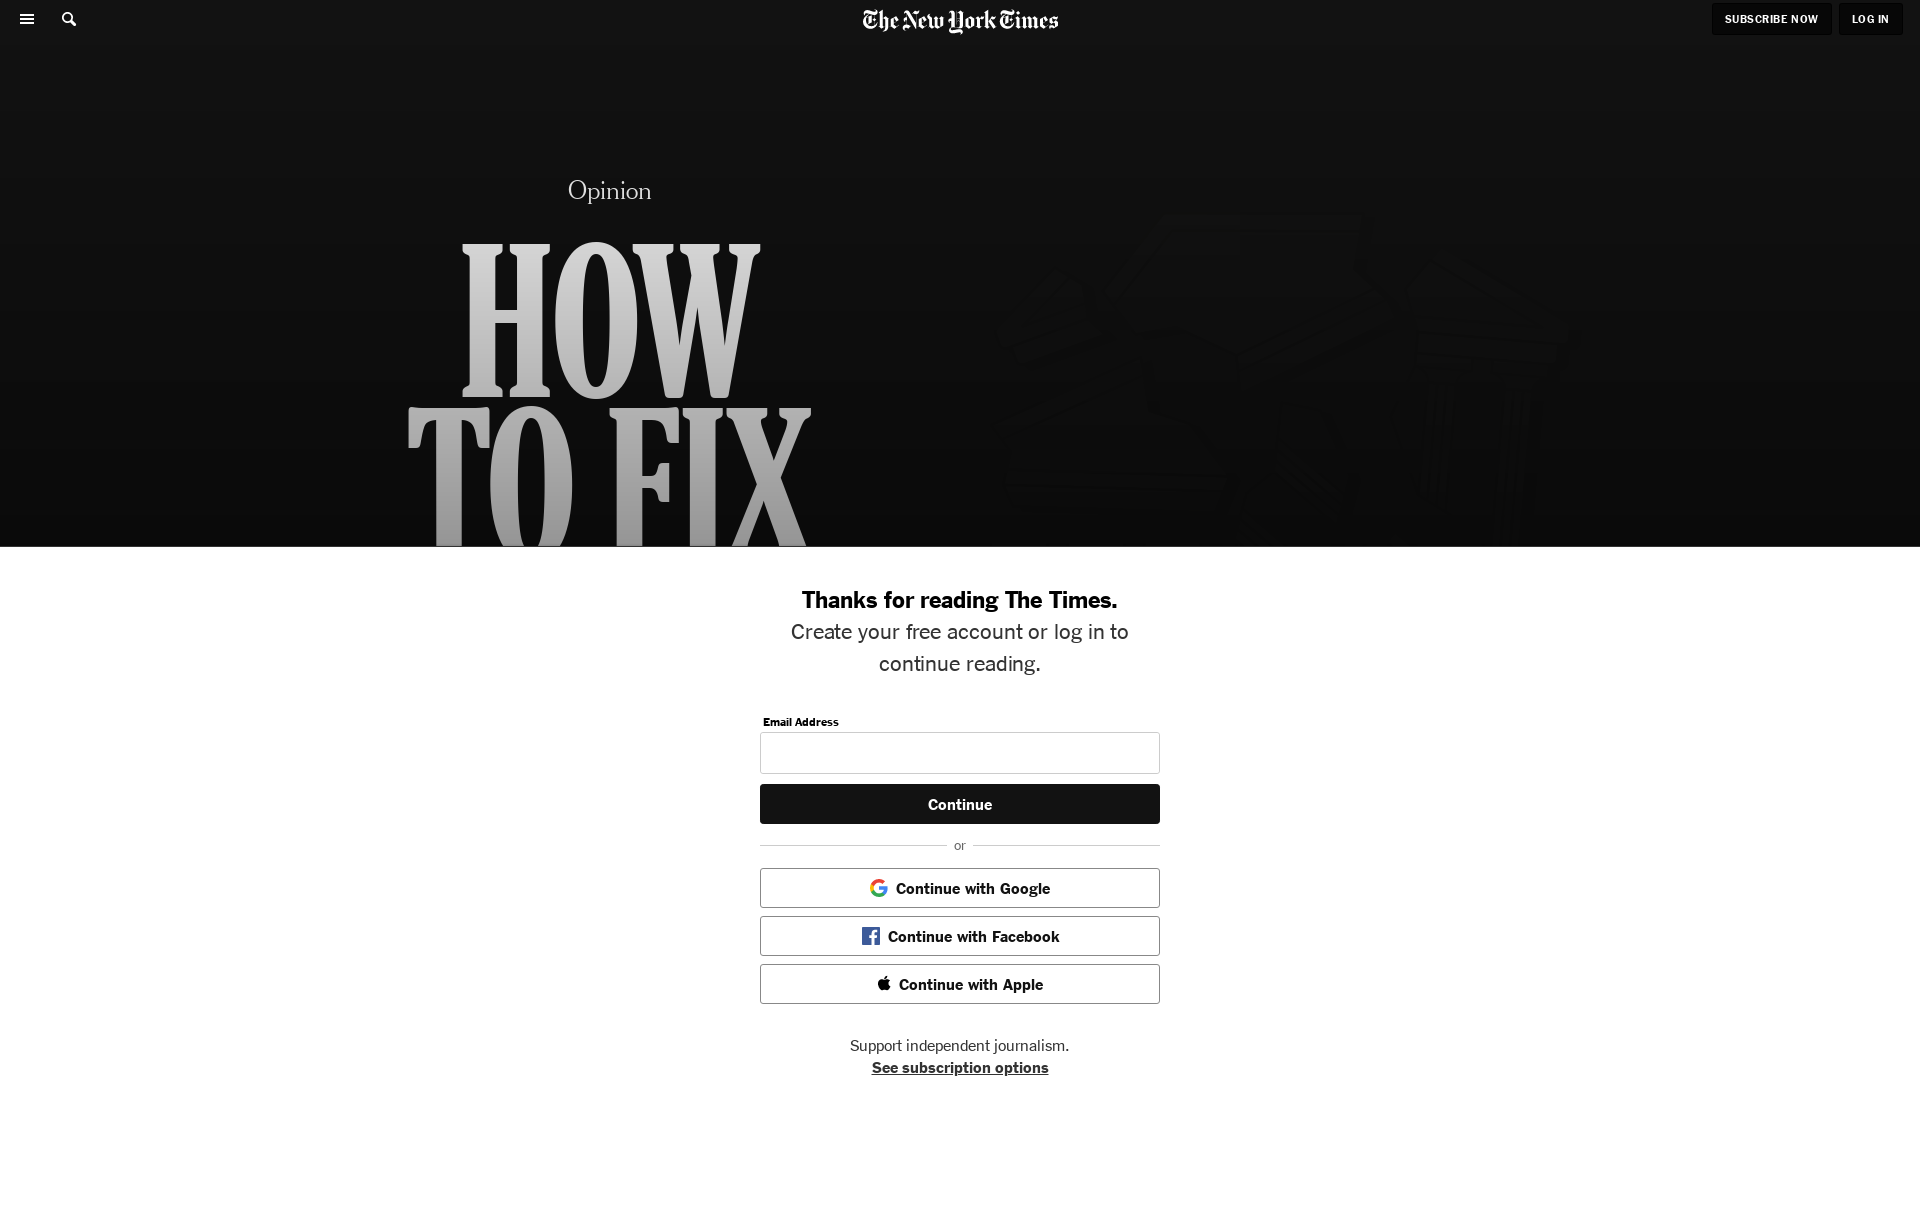 The New York Times
SUBSCRIBE NOW
LOG IN
Opinion
HOW
TO FIX
Thanks for reading The Times.
Create your free account or log in to
continue reading.
Email Address
Continue
or
Continue with Google
Continue with Facebook
Continue with Apple
Support independent journalism.
See subscription options